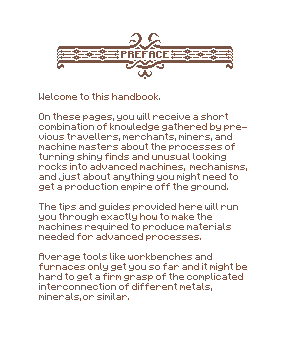 PREFACE
Welcome to this handbook.
On these pages, you will receive a short
combination of knowledge gathered by pre-
vious travellers, merchants, miners, and
machine masters about the processes of
turning shiny finds and unusual looking
rocks into advanced machines, mechanisms,
and just about anything you might need to
get a production empire off the ground.
The tips and guides provided here will run
you through exactly how to make the
machines required to produce materials
needed for advanced processes.
Average tools like workbenches and
furnaces only get you so far and it might be
hard to get a firm grasp of the complicated
interconnection of different metals,
minerals, or similar.